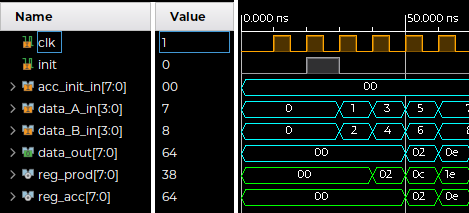 Name Value 0.000 ns 50.000 ns
clk 1
init 0
acc_init_in[7:0] 00 00
data_A_in[3:0] 7 0 1 3 5 7
data_B_in[3:0] 8 0 2 4 6
data_out[7:0] 64 00 02 0e
reg_prod[7:0] 38 00 02 0c 1e
reg_acc[7:0] 64 00 02 0e